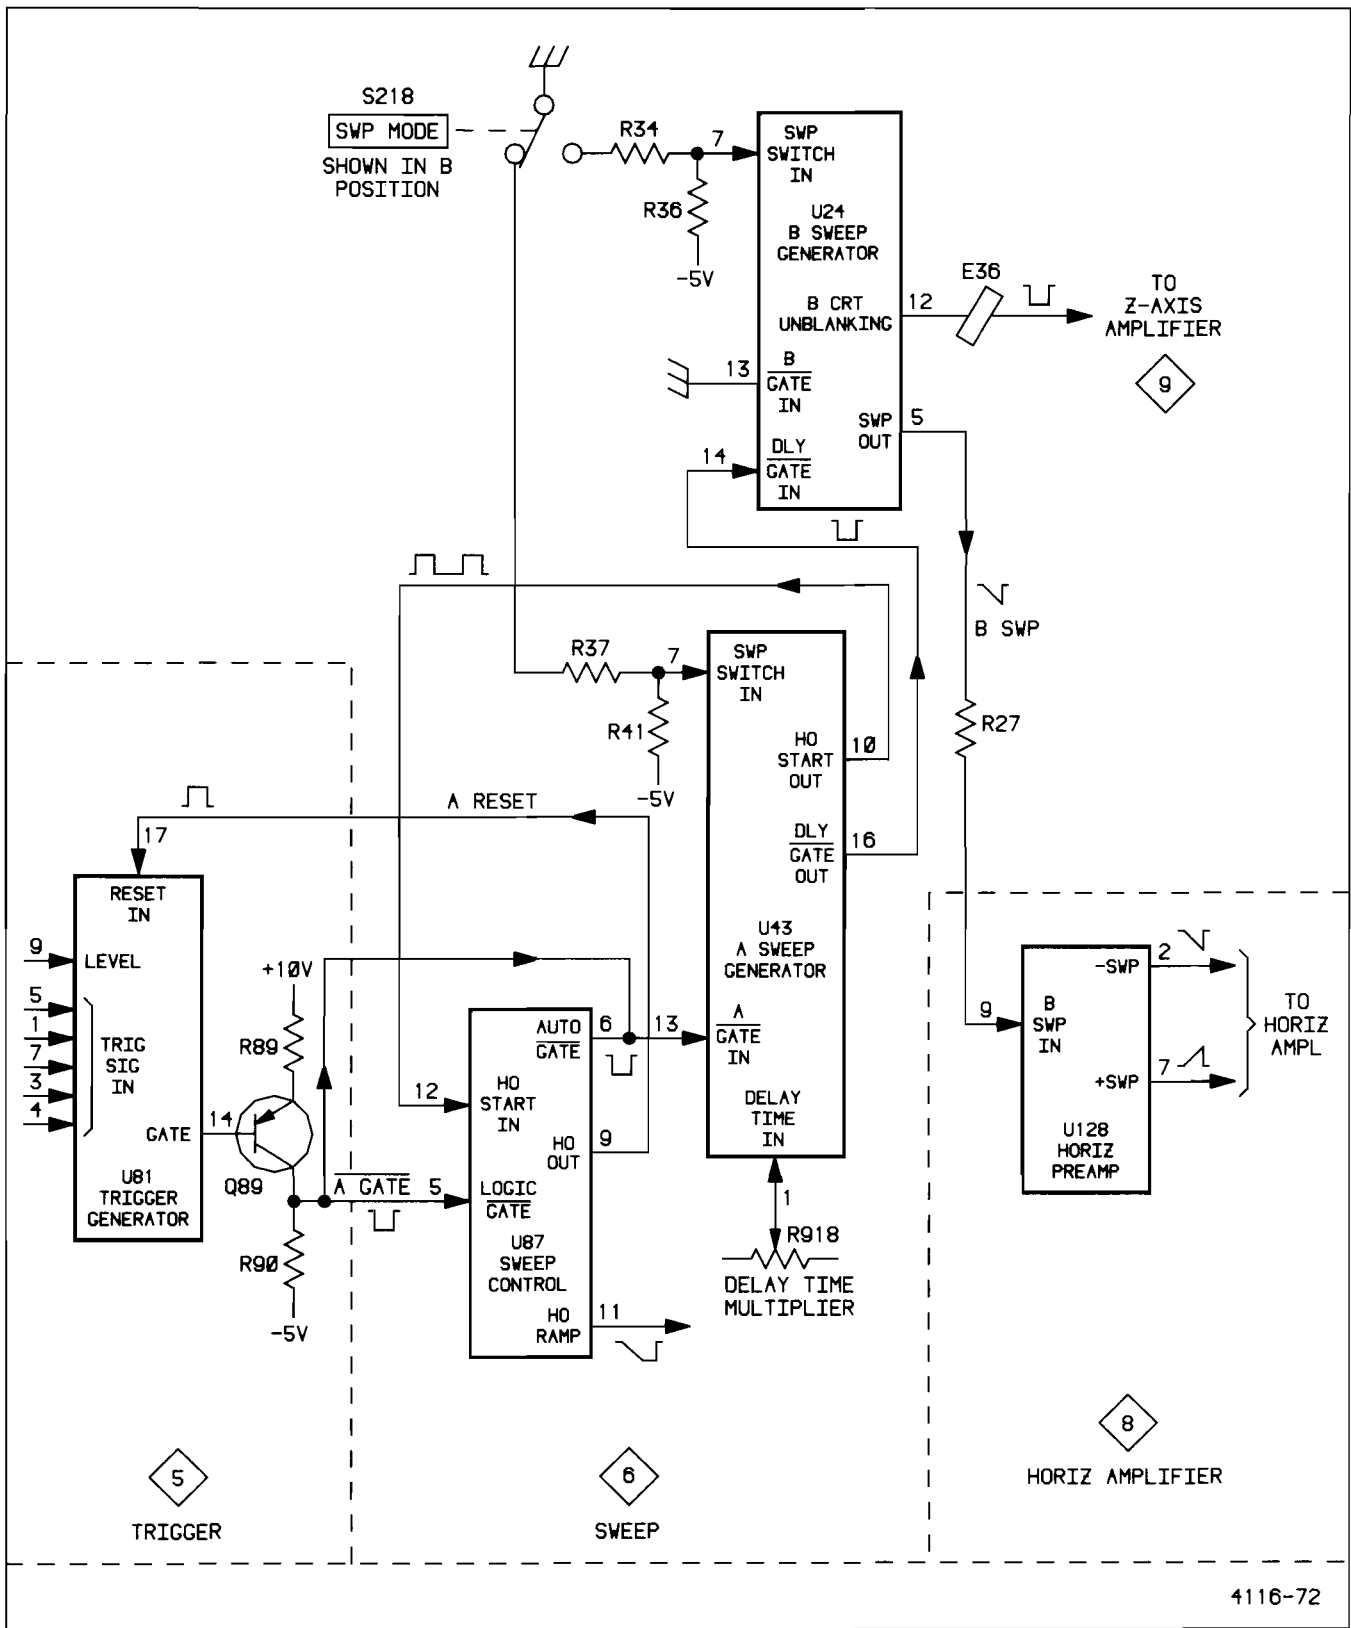 S218
SWP MODE
SHOWN IN B
POSITION
R34
7
R36
-5V
SWP
SWITCH
IN
U24
B SWEEP
GENERATOR
B CRT
UNBLANKING
12
E36
TO
Z-AXIS
AMPLIFIER
9
13
B
GATE
IN
SWP
OUT
5
14
DLY
GATE
IN
B SWP
R27
R37
7
R41
-5V
SWP
SWITCH
IN
HO
START
OUT
10
DLY
GATE
OUT
16
U43
A SWEEP
GENERATOR
A
GATE
IN
DELAY
TIME
IN
1
R918
DELAY TIME
MULTIPLIER
A RESET
17
RESET
IN
9
LEVEL
5
1
7
3
4
TRIG
SIG
IN
GATE
14
U81
TRIGGER
GENERATOR
+10V
R89
Q89
R90
-5V
A GATE
5
12
AUTO
GATE
6
13
HO
START
IN
HO
OUT
9
LOGIC
GATE
U87
SWEEP
CONTROL
HO
RAMP
11
9
B
SWP
IN
-SWP
2
+SWP
7
U128
HORIZ
PREAMP
TO
HORIZ
AMPL
5
TRIGGER
6
SWEEP
8
HORIZ AMPLIFIER
4116-72